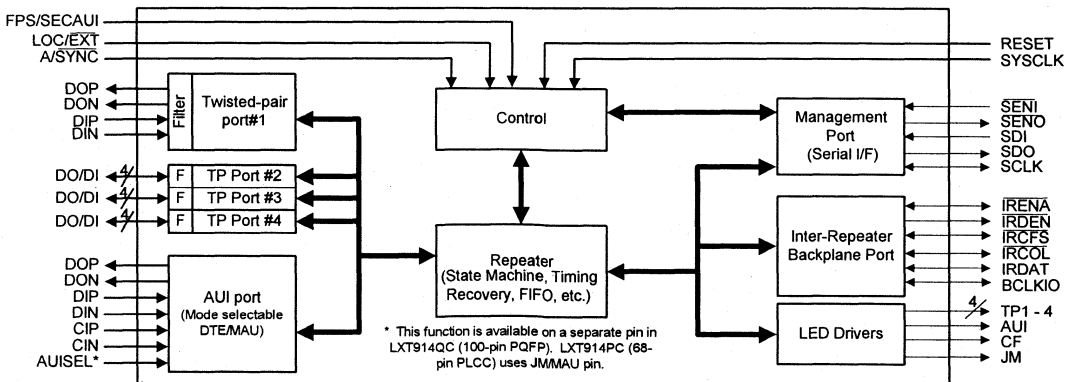 FPS/SECAUI
LOC/EXT
A/SYNC
RESET
SYSCLK
DOP
DON
DIP
DIN
Filter
Twisted-pair
port#1
Control
Management
Port
(Serial I/F)
SENI
SENO
SDI
SDO
SCLK
DO/DI 4 F TP Port #2
DO/DI 4 F TP Port #3
DO/DI 4 F TP Port #4
Repeater
(State Machine, Timing
Recovery, FIFO, etc.)
Inter-Repeater
Backplane Port
IRENA
IRDEN
IRCFS
IRCOL
IRDAT
BCLKIO
DOP
DON
DIP
DIN
CIP
CIN
AUISEL*
AUI port
(Mode selectable
DTE/MAU)
* This function is available on a separate pin in
LXT914QC (100-pin PQFP). LXT914PC (68-
pin PLCC) uses JM/MAU pin.
LED Drivers
4 TP1 - 4
AUI
CF
JM